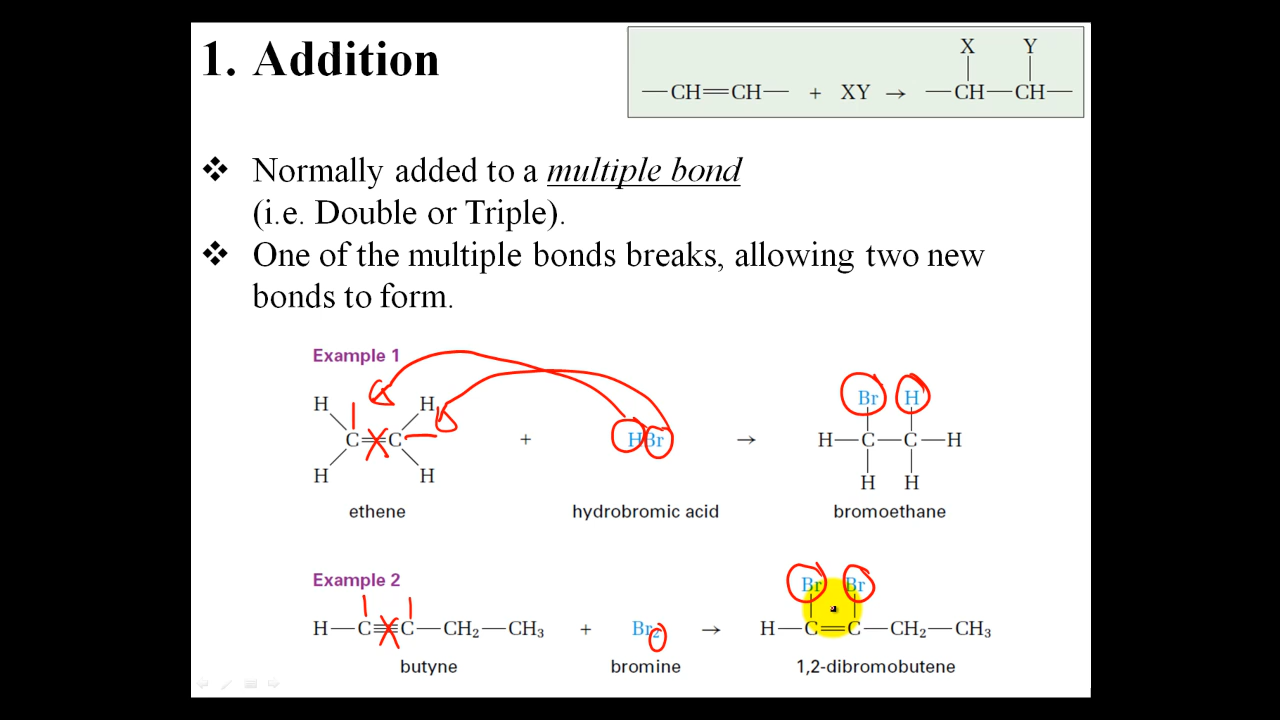 1. Addition
X Y
—CH=CH— + XY → —CH—CH—
❖ Normally added to a multiple bond
(i.e. Double or Triple).
❖ One of the multiple bonds breaks, allowing two new
bonds to form.
Example 1
H H Br H
C=C + HBr → H—C—C—H
H H H H
ethene hydrobromic acid bromoethane
Example 2
Br Br
H—C≡C—CH₂—CH₃ + Br₂ → H—C=C—CH₂—CH₃
butyne bromine 1,2-dibromobutene